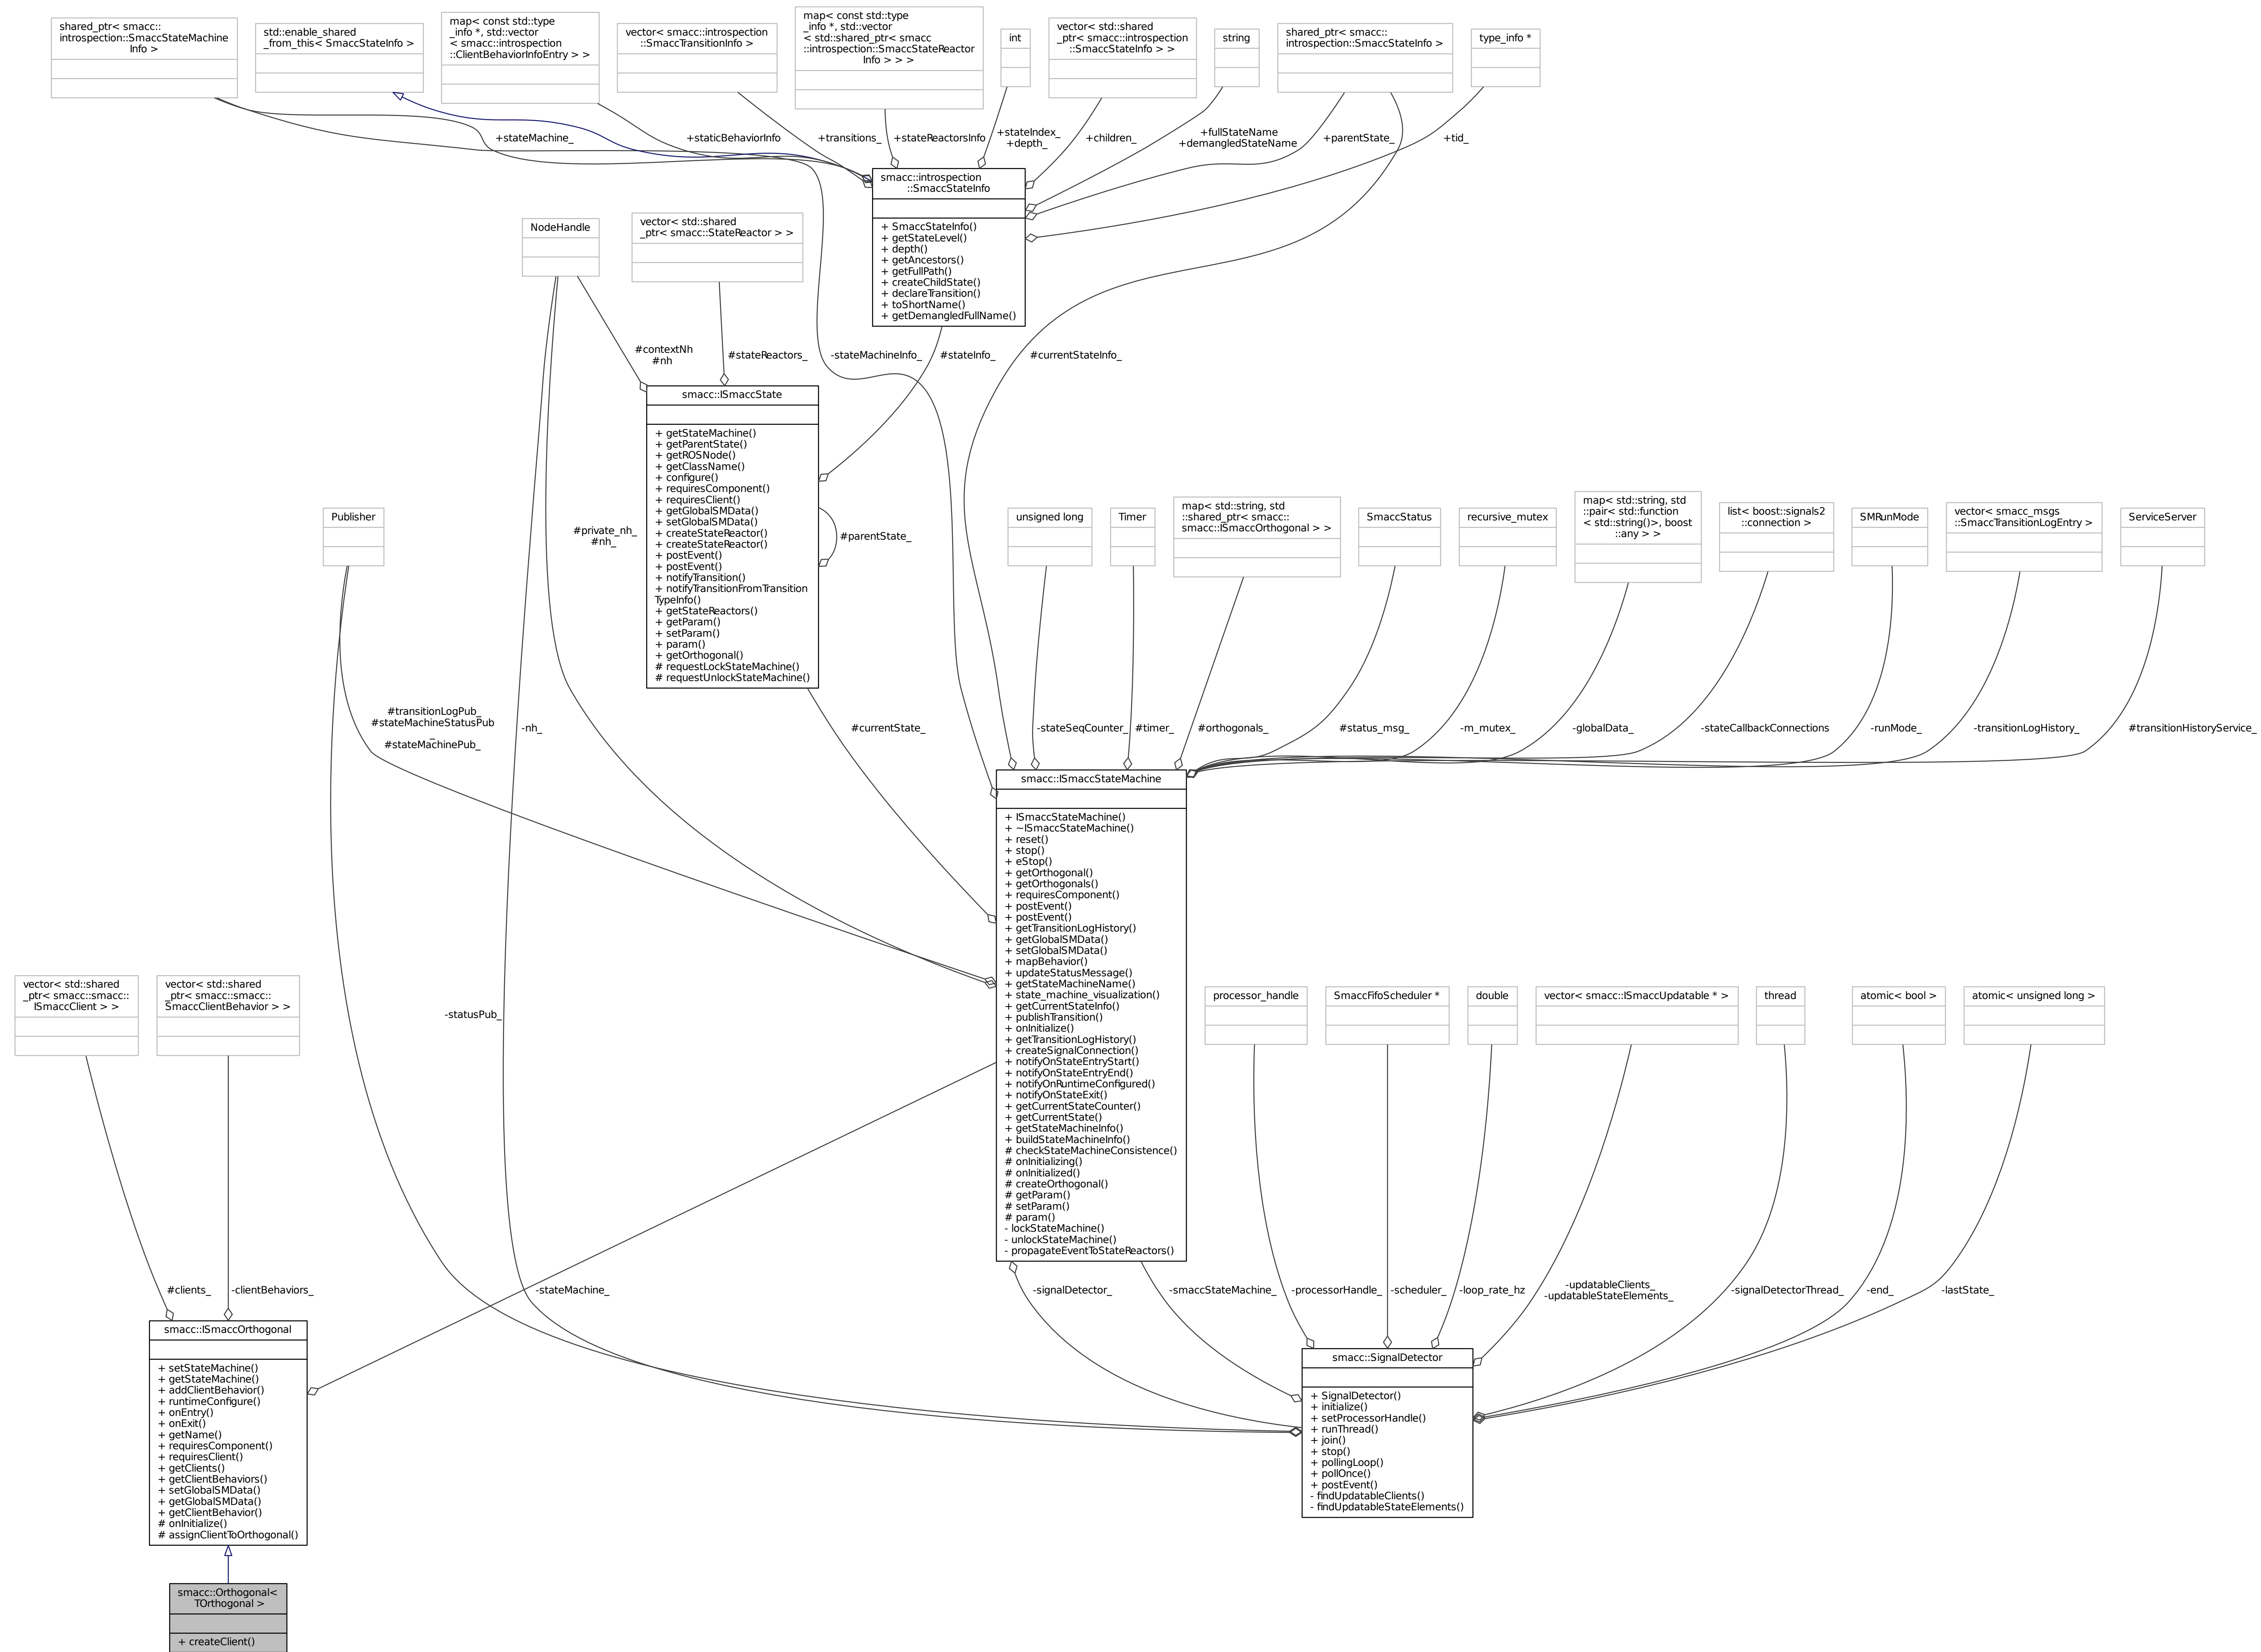 shared_ptr< smacc::
introspection::SmaccStateMachine
Info >
std::enable_shared
_from_this< SmaccStateInfo >
map< const std::type
_info *, std::vector
< smacc::introspection
::ClientBehaviorInfoEntry > >
vector< smacc::introspection
::SmaccTransitionInfo >
map< const std::type
_info *, std::vector
< std::shared_ptr< smacc
::introspection::SmaccStateReactor
Info > > >
int
vector< std::shared
_ptr< smacc::introspection
::SmaccStateInfo > >
string
shared_ptr< smacc::
introspection::SmaccStateInfo >
type_info *
+stateMachine_
+staticBehaviorInfo
+transitions_
+stateReactorsInfo
+stateIndex_
+depth_
+children_
+fullStateName
+demangledStateName
+parentState_
+tid_
smacc::introspection
::SmaccStateInfo
+ SmaccStateInfo()
+ getStateLevel()
+ depth()
+ getAncestors()
+ getFullPath()
+ createChildState()
+ declareTransition()
+ toShortName()
+ getDemangledFullName()
NodeHandle
vector< std::shared
_ptr< smacc::StateReactor > >
#contextNh
#nh
#stateReactors_
-stateMachineInfo_
#stateInfo_
#currentStateInfo_
smacc::ISmaccState
+ getStateMachine()
+ getParentState()
+ getROSNode()
+ getClassName()
+ configure()
+ requiresComponent()
+ requiresClient()
+ getGlobalSMData()
+ setGlobalSMData()
+ createStateReactor()
+ createStateReactor()
+ postEvent()
+ postEvent()
+ notifyTransition()
+ notifyTransitionFromTransition
TypeInfo()
+ getStateReactors()
+ getParam()
+ setParam()
+ param()
+ getOrthogonal()
# requestLockStateMachine()
# requestUnlockStateMachine()
#parentState_
#private_nh_
#nh_
Publisher
unsigned long
Timer
map< std::string, std
::shared_ptr< smacc::
smacc::ISmaccOrthogonal > >
SmaccStatus
recursive_mutex
map< std::string, std
::pair< std::function
< std::string()>, boost
::any > >
list< boost::signals2
::connection >
SMRunMode
vector< smacc_msgs
::SmaccTransitionLogEntry >
ServiceServer
#transitionLogPub_
#stateMachineStatusPub
_
#stateMachinePub_
-nh_
#currentState_
-stateSeqCounter_
#timer_
#orthogonals_
#status_msg_
-m_mutex_
-globalData_
-stateCallbackConnections
-runMode_
-transitionLogHistory_
#transitionHistoryService_
smacc::ISmaccStateMachine
+ ISmaccStateMachine()
+ ~ISmaccStateMachine()
+ reset()
+ stop()
+ eStop()
+ getOrthogonal()
+ getOrthogonals()
+ requiresComponent()
+ postEvent()
+ postEvent()
+ getTransitionLogHistory()
+ getGlobalSMData()
+ setGlobalSMData()
+ mapBehavior()
+ updateStatusMessage()
+ getStateMachineName()
+ state_machine_visualization()
+ getCurrentStateInfo()
+ publishTransition()
+ onInitialize()
+ getTransitionLogHistory()
+ createSignalConnection()
+ notifyOnStateEntryStart()
+ notifyOnStateEntryEnd()
+ notifyOnRuntimeConfigured()
+ notifyOnStateExit()
+ getCurrentStateCounter()
+ getCurrentState()
+ getStateMachineInfo()
+ buildStateMachineInfo()
# checkStateMachineConsistence()
# onInitializing()
# onInitialized()
# createOrthogonal()
# getParam()
# setParam()
# param()
- lockStateMachine()
- unlockStateMachine()
- propagateEventToStateReactors()
vector< std::shared
_ptr< smacc::smacc::
ISmaccClient > >
vector< std::shared
_ptr< smacc::smacc::
SmaccClientBehavior > >
-statusPub_
processor_handle
SmaccFifoScheduler *
double
vector< smacc::ISmaccUpdatable * >
thread
atomic< bool >
atomic< unsigned long >
#clients_
-clientBehaviors_
-stateMachine_
-signalDetector_
-smaccStateMachine_
-processorHandle_
-scheduler_
-loop_rate_hz
-updatableClients_
-updatableStateElements_
-signalDetectorThread_
-end_
-lastState_
smacc::ISmaccOrthogonal
+ setStateMachine()
+ getStateMachine()
+ addClientBehavior()
+ runtimeConfigure()
+ onEntry()
+ onExit()
+ getName()
+ requiresComponent()
+ requiresClient()
+ getClients()
+ getClientBehaviors()
+ setGlobalSMData()
+ getGlobalSMData()
+ getClientBehavior()
# onInitialize()
# assignClientToOrthogonal()
smacc::SignalDetector
+ SignalDetector()
+ initialize()
+ setProcessorHandle()
+ runThread()
+ join()
+ stop()
+ pollingLoop()
+ pollOnce()
+ postEvent()
- findUpdatableClients()
- findUpdatableStateElements()
smacc::Orthogonal<
TOrthogonal >
+ createClient()